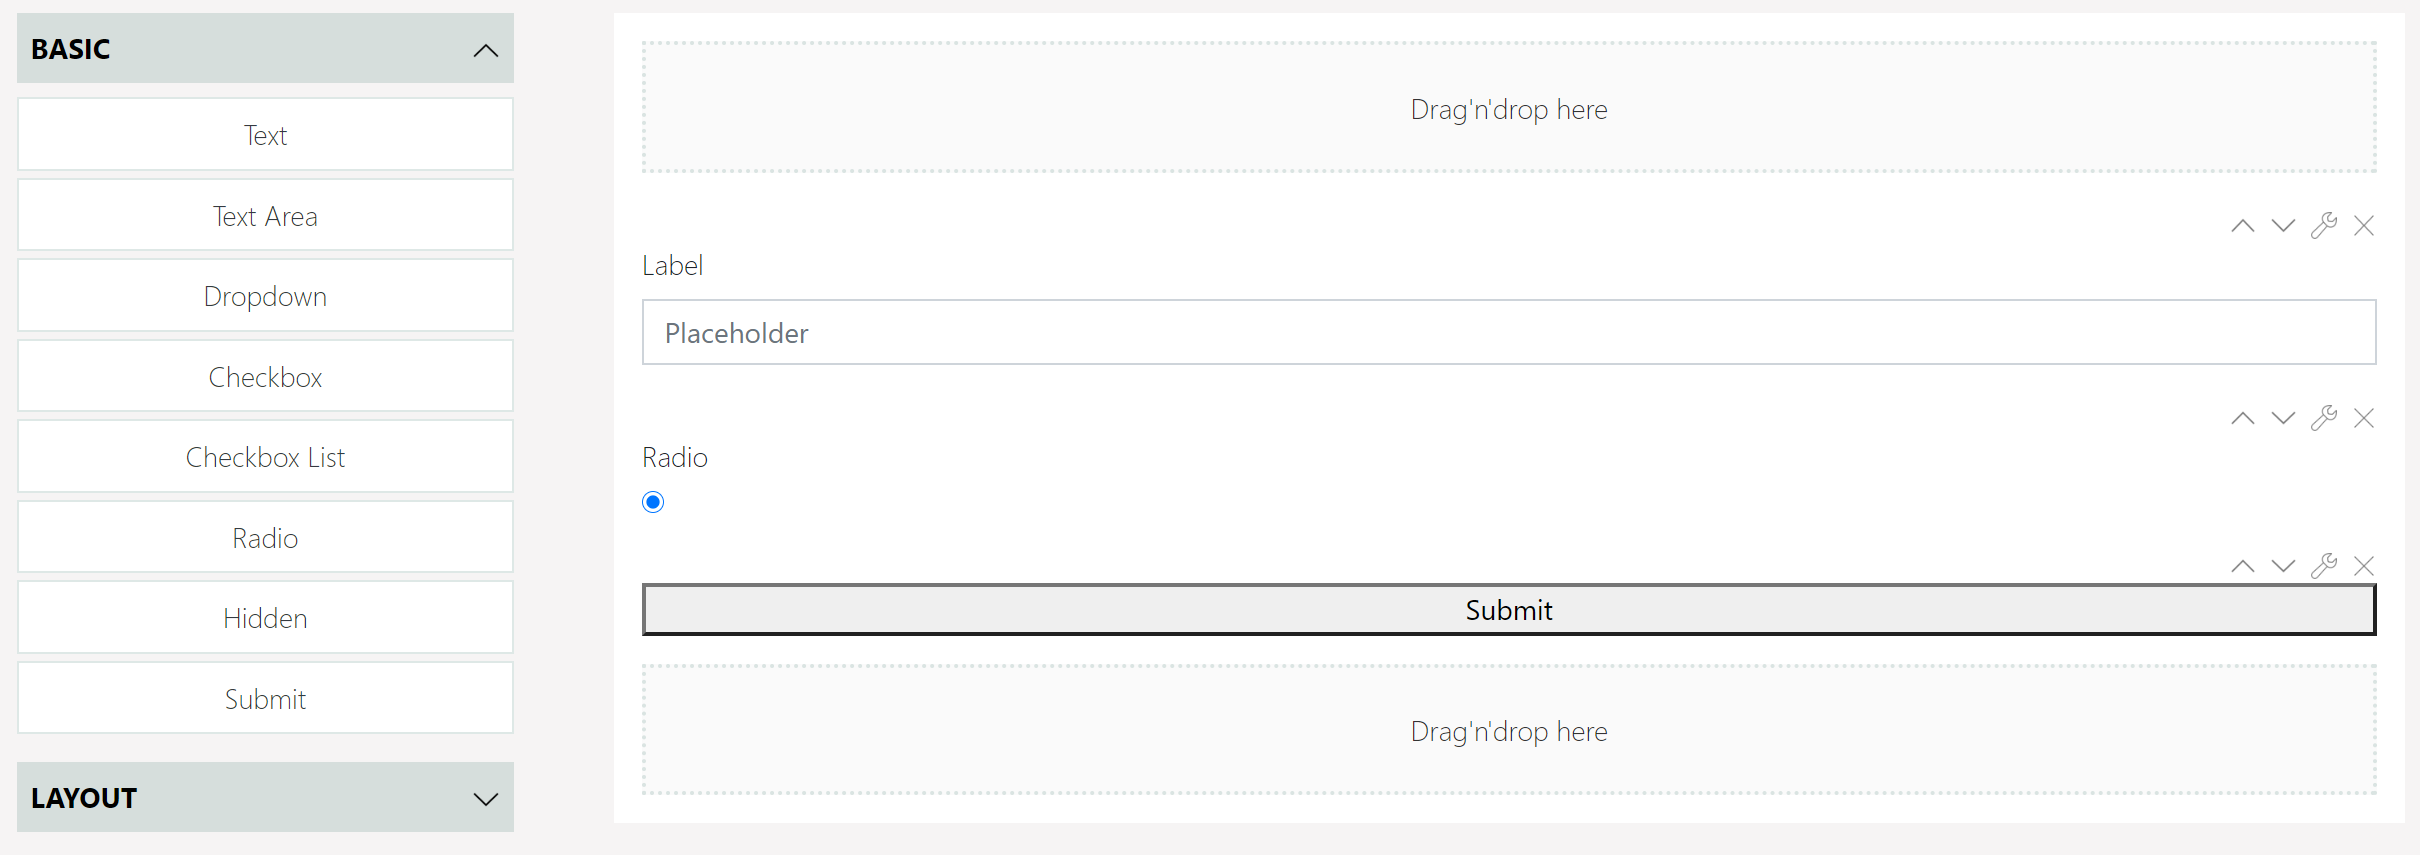 BASIC
Text
Text Area
Dropdown
Checkbox
Checkbox List
Radio
Hidden
Submit
LAYOUT
Drag'n'drop here
Label
Placeholder
Radio
Submit
Drag'n'drop here